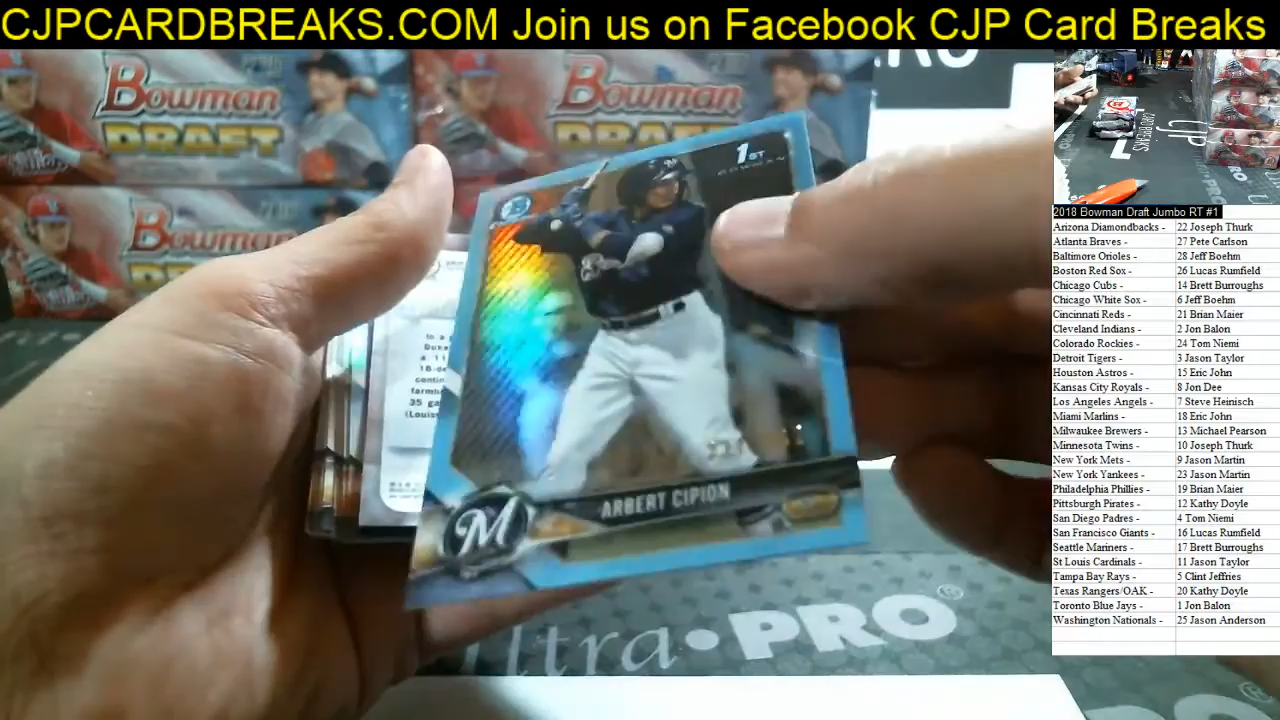 CJPCARDBREAKS.COM Join us on Facebook CJP Card Breaks
Bowman
DRAFT
Bowman
Bowman
1ST
BOWMAN
ARBERT CIPION
M
35 ga
(Louis
Ultra PRO
CJP
CARD BREAKS
2018 Bowman Draft Jumbo RT #1
Arizona Diamondbacks - 22 Joseph Thurk
Atlanta Braves - 27 Pete Carlson
Baltimore Orioles - 28 Jeff Boehm
Boston Red Sox - 26 Lucas Rumfield
Chicago Cubs - 14 Brett Burroughs
Chicago White Sox - 6 Jeff Boehm
Cincinnati Reds - 21 Brian Maier
Cleveland Indians - 2 Jon Balon
Colorado Rockies - 24 Tom Niemi
Detroit Tigers - 3 Jason Taylor
Houston Astros - 15 Eric John
Kansas City Royals - 8 Jon Dee
Los Angeles Angels - 7 Steve Heinisch
Miami Marlins - 18 Eric John
Milwaukee Brewers - 13 Michael Pearson
Minnesota Twins - 10 Joseph Thurk
New York Mets - 9 Jason Martin
New York Yankees - 23 Jason Martin
Philadelphia Phillies - 19 Brian Maier
Pittsburgh Pirates - 12 Kathy Doyle
San Diego Padres - 4 Tom Niemi
San Francisco Giants - 16 Lucas Rumfield
Seattle Mariners - 17 Brett Burroughs
St Louis Cardinals - 11 Jason Taylor
Tampa Bay Rays - 5 Clint Jeffries
Texas Rangers/OAK - 20 Kathy Doyle
Toronto Blue Jays - 1 Jon Balon
Washington Nationals - 25 Jason Anderson